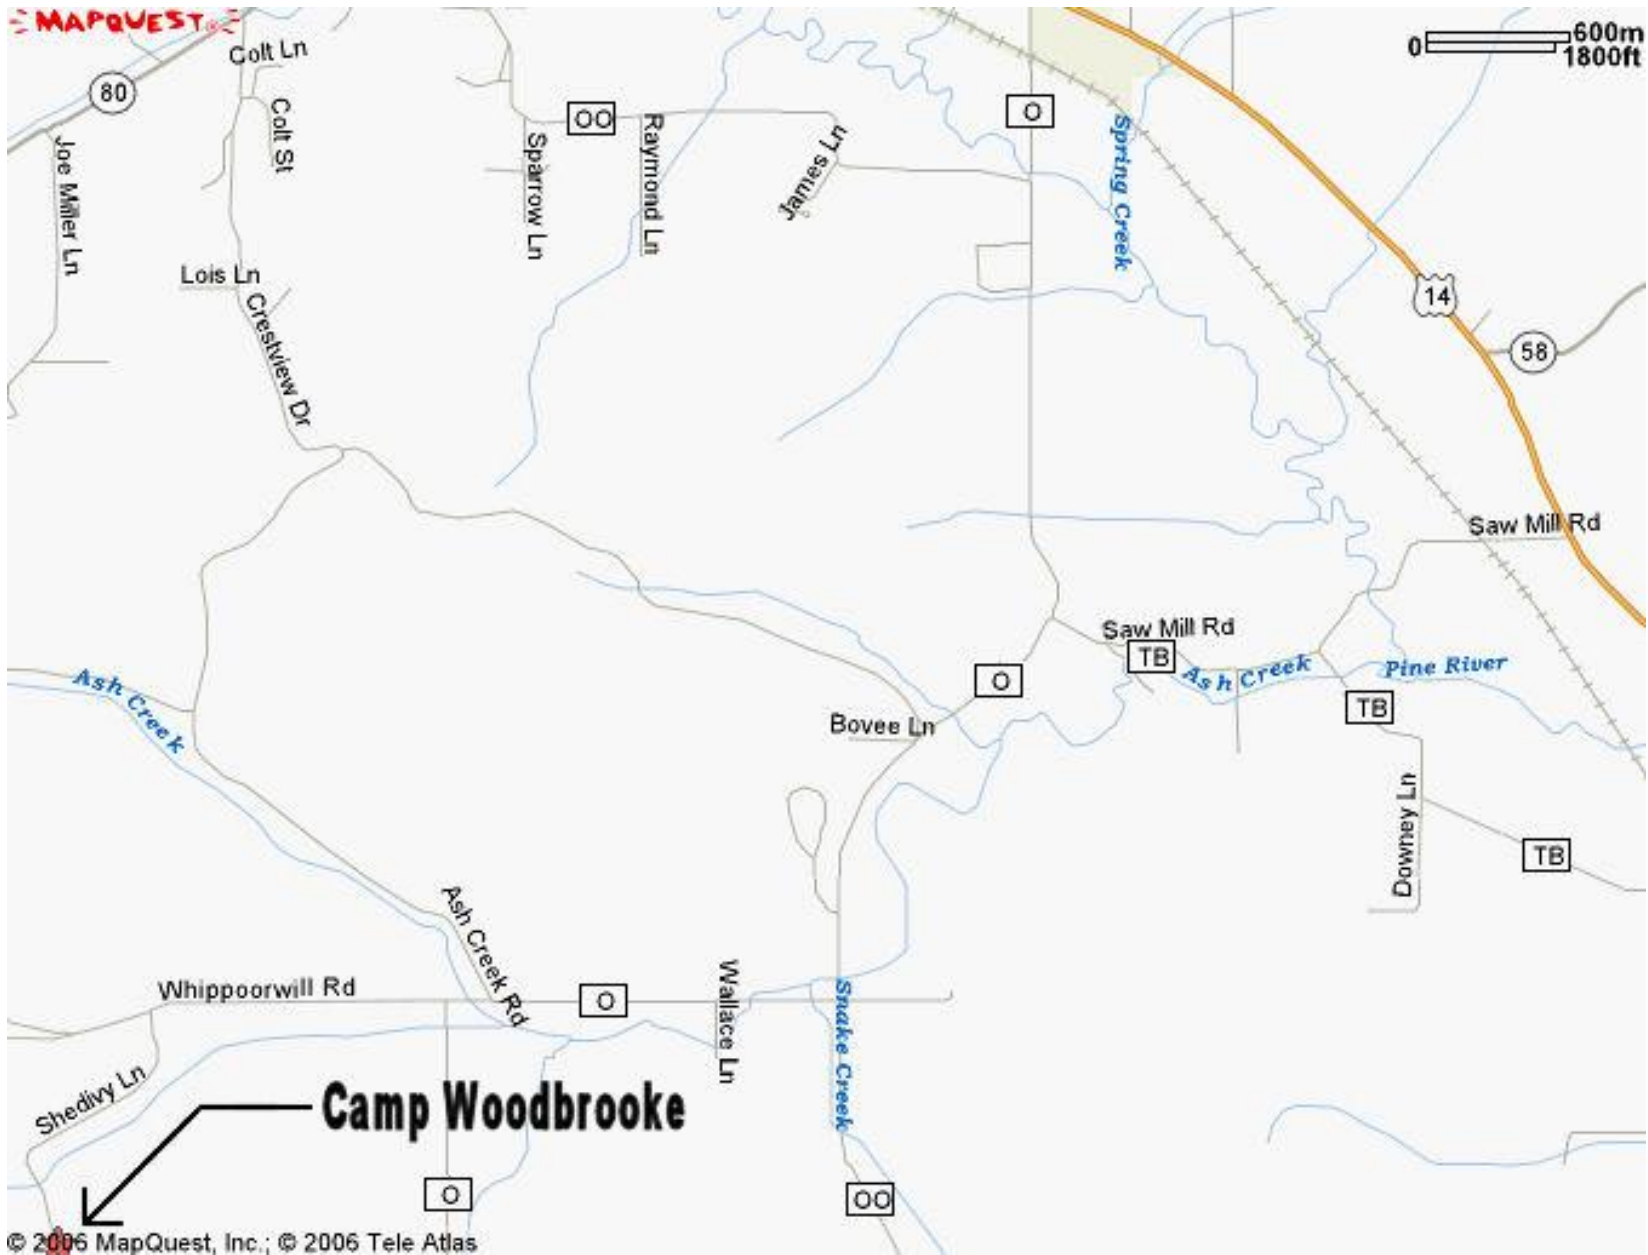 MAPQUEST
600m
0
1800ft
Colt Ln
80
Colt St
OO
O
Joe Miller Ln
Sparrow Ln
Raymond Ln
James Ln
Spring Creek
Lois Ln
14
Crestview Dr
58
Saw Mill Rd
Saw Mill Rd
TB
Ash Creek
Pine River
O
Ash Creek
TB
Bovee Ln
Downey Ln
TB
Ash Creek Rd
Whippoorwill Rd
O
Wallace Ln
Snake Creek
Shedivy Ln
Camp Woodbrooke
O
OO
© 2006 MapQuest, Inc.; © 2006 Tele Atlas